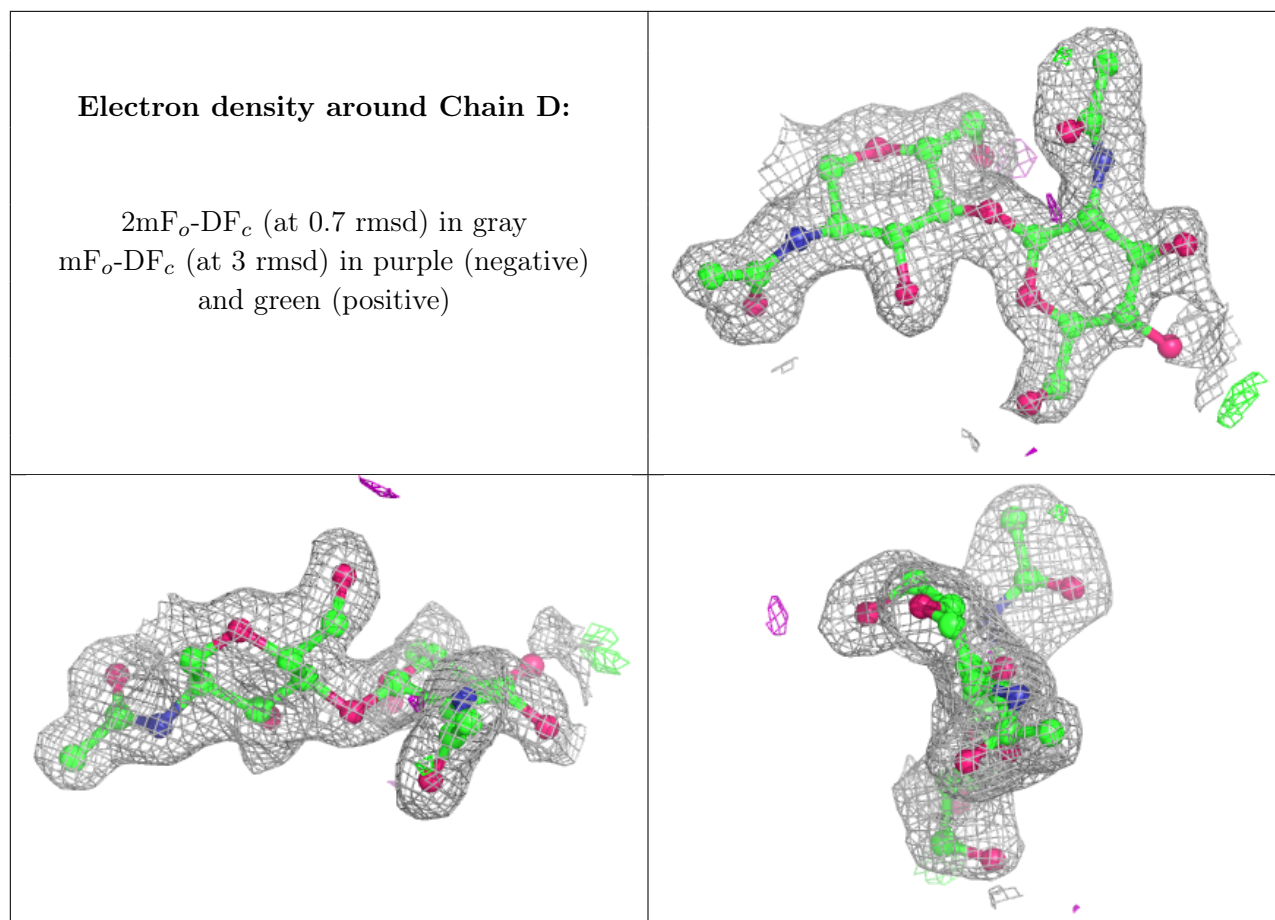 Electron density around Chain D:
2mFo-DFc (at 0.7 rmsd) in gray
mFo-DFc (at 3 rmsd) in purple (negative)
and green (positive)